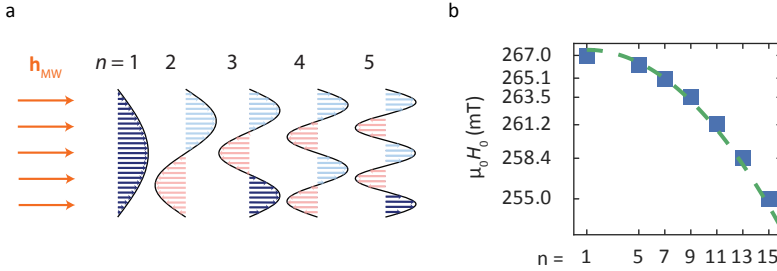 a
h_MW
n = 1 2 3 4 5
b
μ₀H₀ (mT)
267.0
265.1
263.5
261.2
258.4
255.0
n = 1 5 7 9 11 13 15